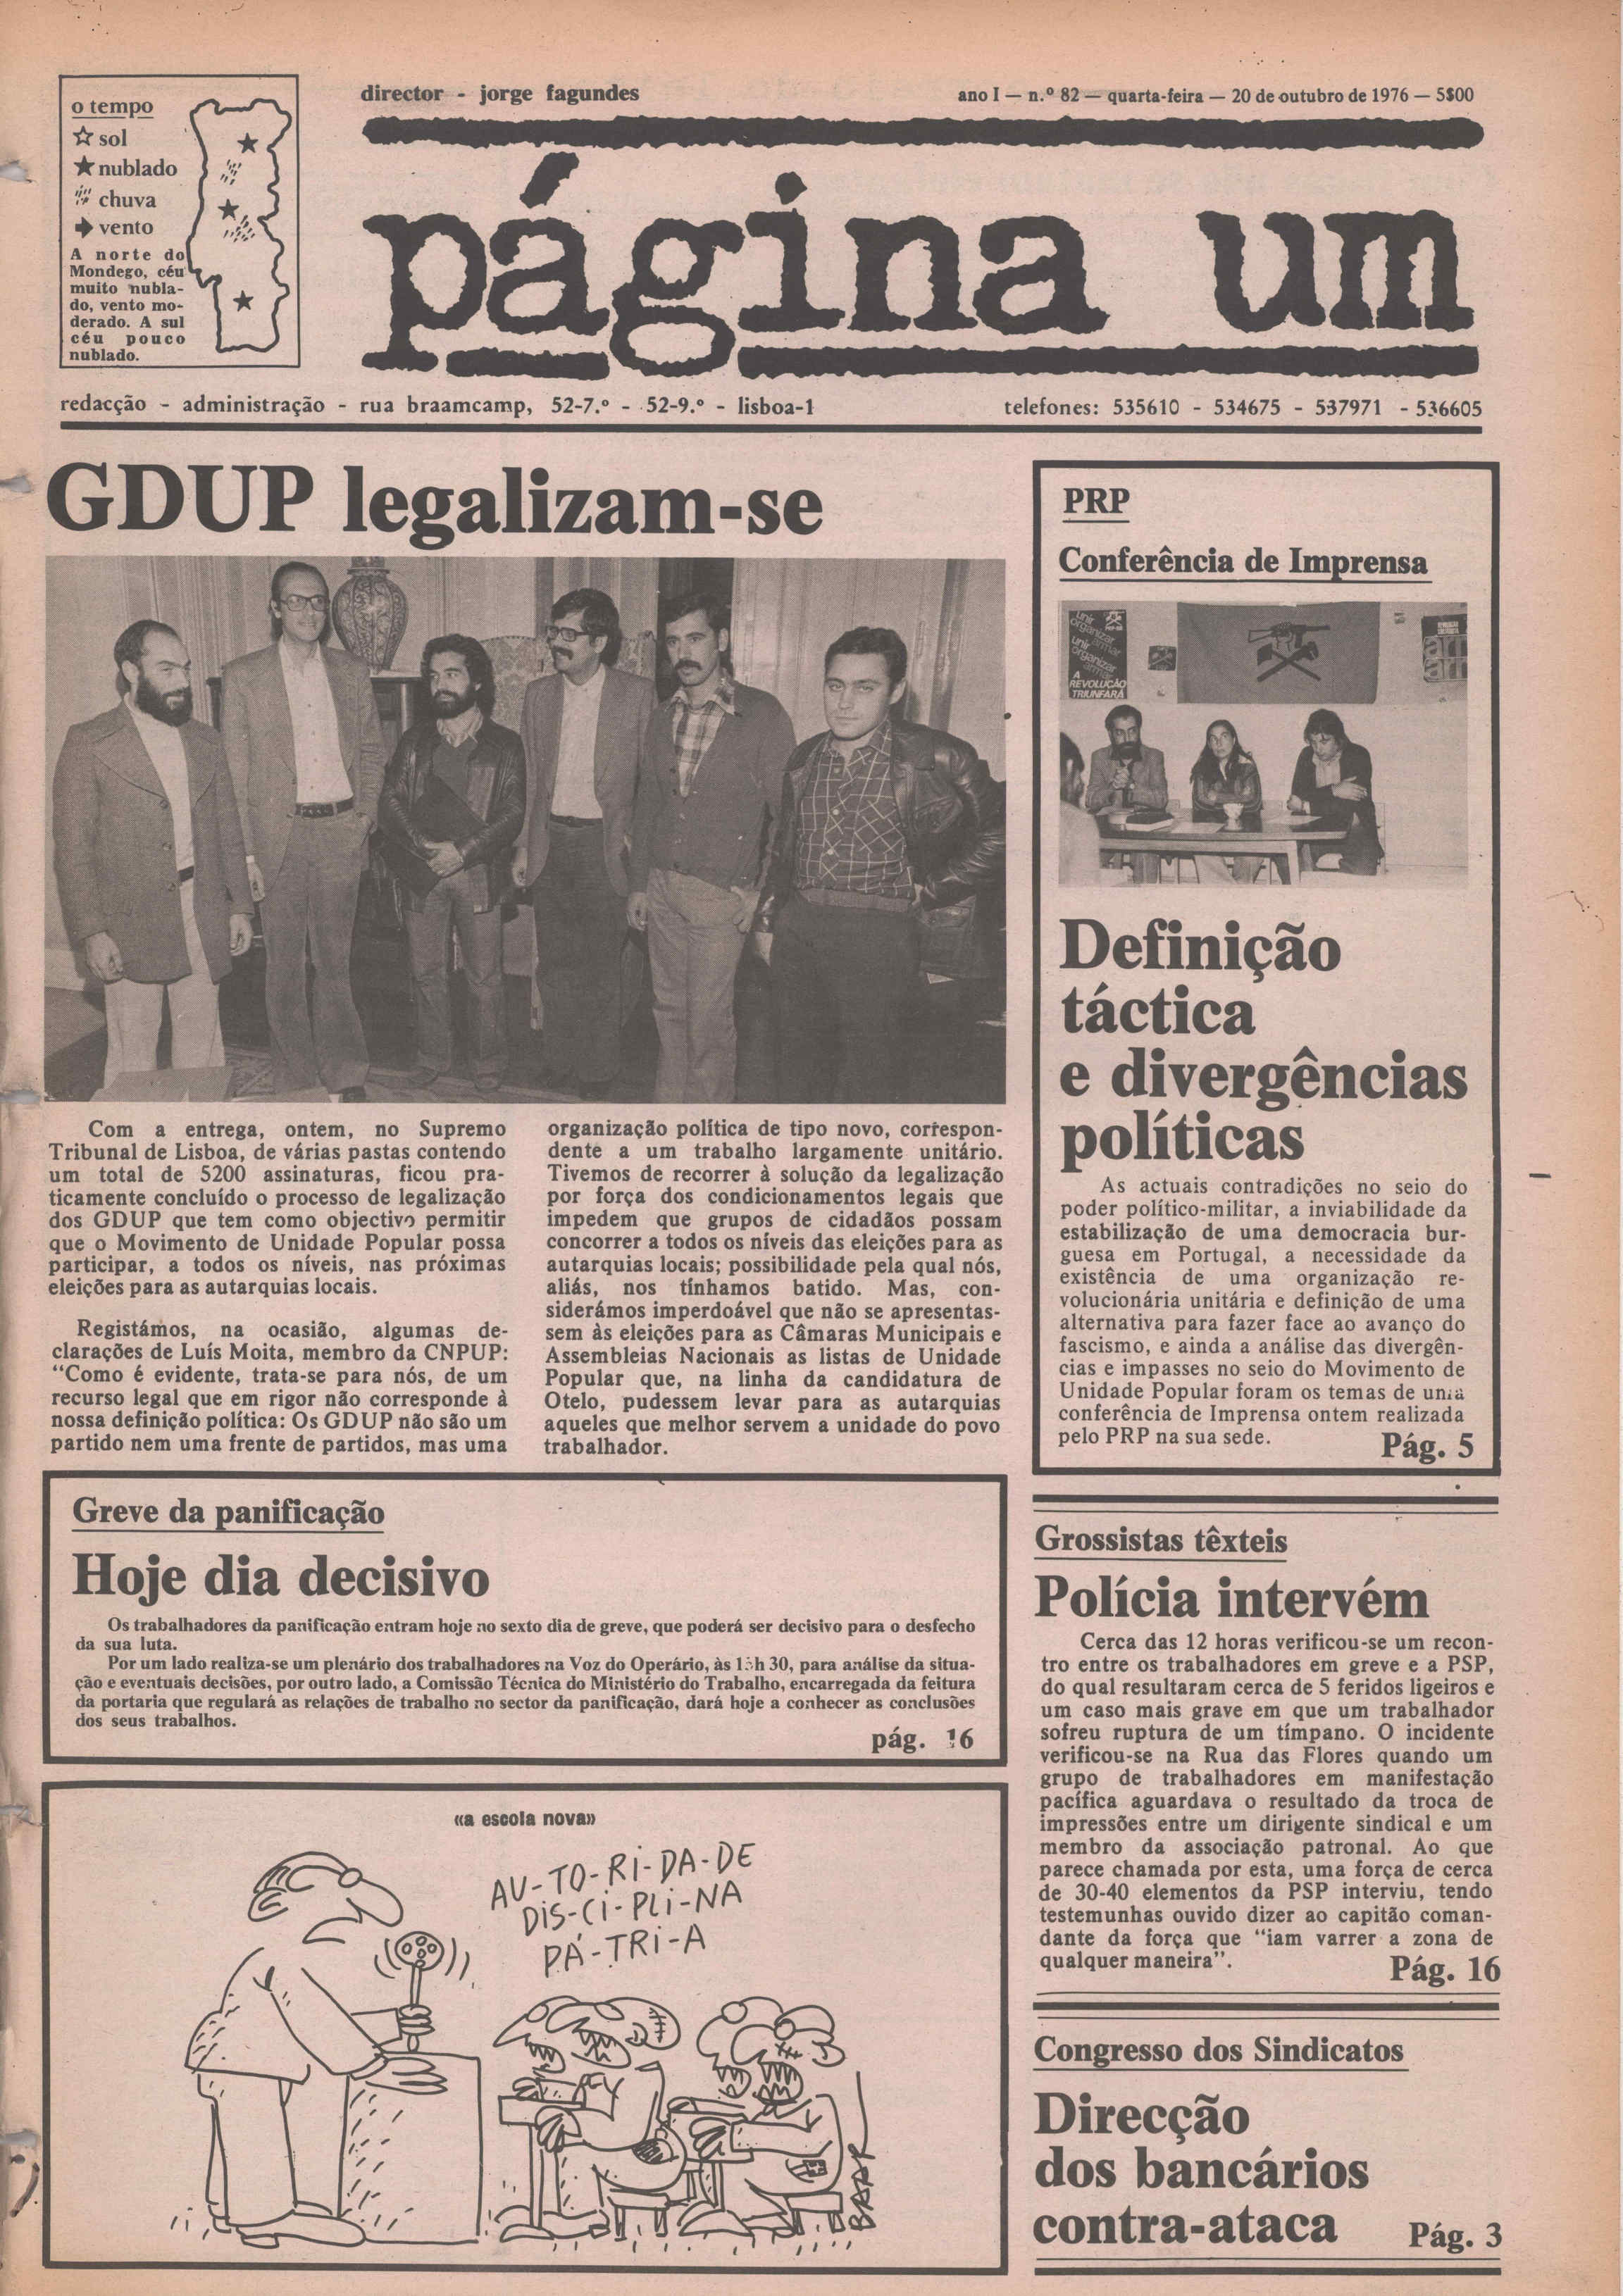 o tempo
sol
nublado
chuva
vento
A norte do
Mondego, céu
muito nubla-
do, vento mo-
derado. A sul
céu pouco
nublado.
director - jorge fagundes
ano I — n.º 82 — quarta-feira — 20 de outubro de 1976 — 5$00
página um
redacção - administração - rua braamcamp, 52-7.º - 52-9.º - lisboa-1
telefones: 535610 - 534675 - 537971 - 536605
GDUP legalizam-se
Com a entrega, ontem, no Supremo
Tribunal de Lisboa, de várias pastas contendo
um total de 5200 assinaturas, ficou pra-
ticamente concluído o processo de legalização
dos GDUP que tem como objectivo permitir
que o Movimento de Unidade Popular possa
participar, a todos os níveis, nas próximas
eleições para as autarquias locais.
Registámos, na ocasião, algumas de-
clarações de Luís Moita, membro da CNPUP:
“Como é evidente, trata-se para nós, de um
recurso legal que em rigor não corresponde à
nossa definição política: Os GDUP não são um
partido nem uma frente de partidos, mas uma
organização política de tipo novo, correspon-
dente a um trabalho largamente unitário.
Tivemos de recorrer à solução da legalização
por força dos condicionamentos legais que
impedem que grupos de cidadãos possam
concorrer a todos os níveis das eleições para as
autarquias locais; possibilidade pela qual nós,
aliás, nos tínhamos batido. Mas, con-
siderámos imperdoável que não se apresentas-
sem às eleições para as Câmaras Municipais e
Assembleias Nacionais as listas de Unidade
Popular que, na linha da candidatura de
Otelo, pudessem levar para as autarquias
aqueles que melhor servem a unidade do povo
trabalhador.
PRP
Conferência de Imprensa
unir
organizar
armar
unir
organizar
armar
A
REVOLUÇÃO
TRIUNFARÁ
Definição
táctica
e divergências
políticas
As actuais contradições no seio do
poder político-militar, a inviabilidade da
estabilização de uma democracia bur-
guesa em Portugal, a necessidade da
existência de uma organização re-
volucionária unitária e definição de uma
alternativa para fazer face ao avanço do
fascismo, e ainda a análise das divergên-
cias e impasses no seio do Movimento de
Unidade Popular foram os temas de uma
conferência de Imprensa ontem realizada
pelo PRP na sua sede.
Pág. 5
Greve da panificação
Hoje dia decisivo
Os trabalhadores da panificação entram hoje no sexto dia de greve, que poderá ser decisivo para o desfecho
da sua luta.
Por um lado realiza-se um plenário dos trabalhadores na Voz do Operário, às 30, para análise da situa-
ção e eventuais decisões, por outro lado, a Comissão Técnica do Ministério do Trabalho, encarregada da feitura
da portaria que regulará as relações de trabalho no sector da panificação, dará hoje a conhecer as conclusões
dos seus trabalhos.
pág. 16
Grossistas têxteis
Polícia intervém
Cerca das 12 horas verificou-se um recon-
tro entre os trabalhadores em greve e a PSP,
do qual resultaram cerca de 5 feridos ligeiros e
um caso mais grave em que um trabalhador
sofreu ruptura de um tímpano. O incidente
verificou-se na Rua das Flores quando um
grupo de trabalhadores em manifestação
pacífica aguardava o resultado da troca de
impressões entre um dirigente sindical e um
membro da associação patronal. Ao que
parece chamada por esta, uma força de cerca
de 30-40 elementos da PSP interviu, tendo
testemunhas ouvido dizer ao capitão coman-
dante da força que “iam varrer a zona de
qualquer maneira”.
Pág. 16
«a escola nova»
AU-TO-RI-DA-DE
DIS-CI-PLI-NA
PÁ-TRI-A
Congresso dos Sindicatos
Direcção
dos bancários
contra-ataca
Pág. 3